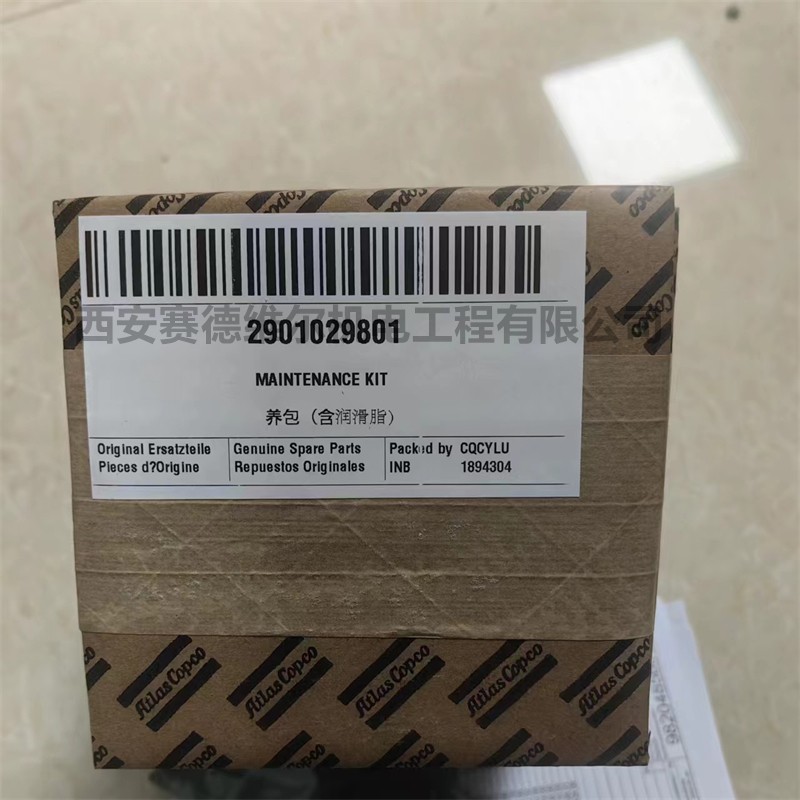 西安赛德维尔机电工程有限公司
2901029801
MAINTENANCE KIT
养包（含润滑脂）
Original Ersatzteile
Pieces d?Origine
Genuine Spare Parts
Repuestos Originales
Packed by CQCYLU
INB 1894304
Atlas Copco
Atlas Copco
Atlas Copco
Atlas Copco